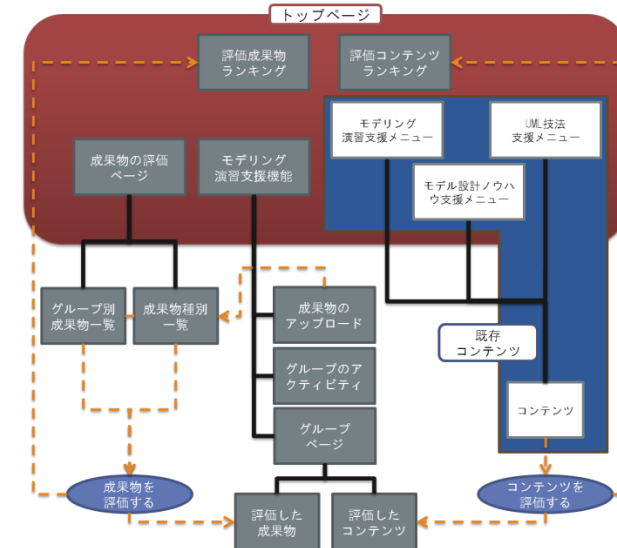 トップページ
評価成果物
ランキング
評価コンテンツ
ランキング
モデリング
演習支援メニュー
UML技法
支援メニュー
成果物の評価
ページ
モデリング
演習支援機能
モデル設計ノウハ
ウ支援メニュー
グループ別
成果物一覧
成果物種別
一覧
成果物の
アップロード
既存
コンテンツ
グループのア
クティビティ
コンテンツ
グループ
ページ
成果物を
評価する
コンテンツを
評価する
評価した
成果物
評価した
コンテンツ